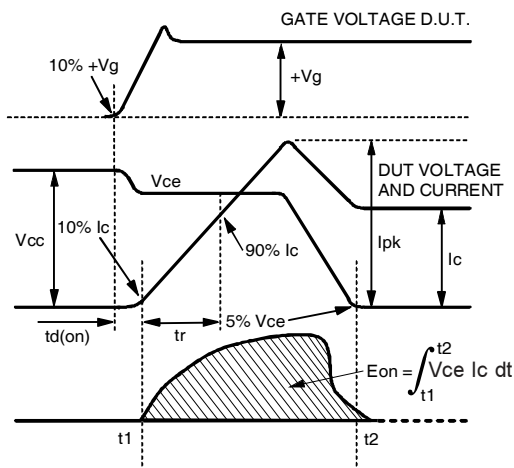 GATE VOLTAGE D.U.T.
10% +Vg
+Vg
Vce
DUT VOLTAGE
AND CURRENT
Vcc
10% Ic
90% Ic
Ipk
Ic
td(on)
tr
5% Vce
Eon = ∫ Vce Ic dt
t2
t1
t1
t2